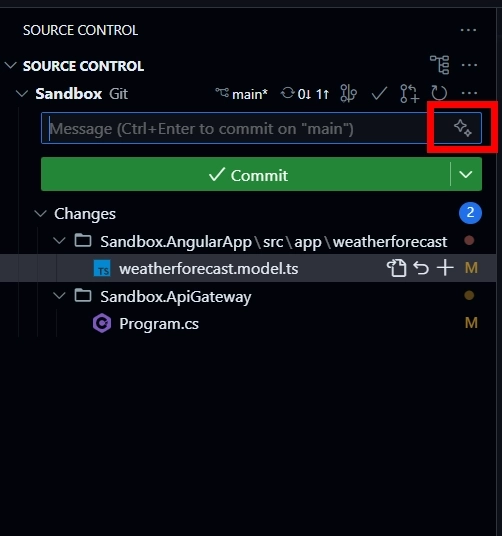 SOURCE CONTROL
SOURCE CONTROL
Sandbox Git main* 0↓ 1↑
Message (Ctrl+Enter to commit on "main")
Commit
Changes 2
Sandbox.AngularApp\src\app\weatherforecast
TS weatherforecast.model.ts M
Sandbox.ApiGateway
Program.cs M